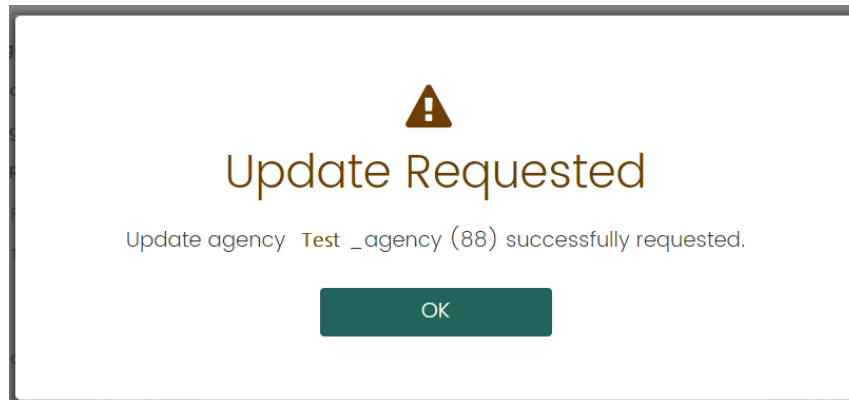 Update Requested
Update agency Test _agency (88) successfully requested.
OK